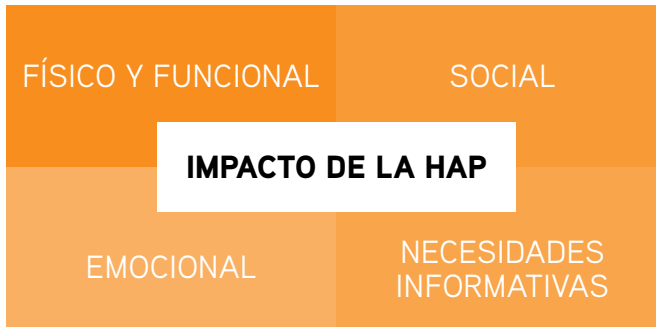 FÍSICO Y FUNCIONAL
SOCIAL
IMPACTO DE LA HAP
EMOCIONAL
NECESIDADES
INFORMATIVAS